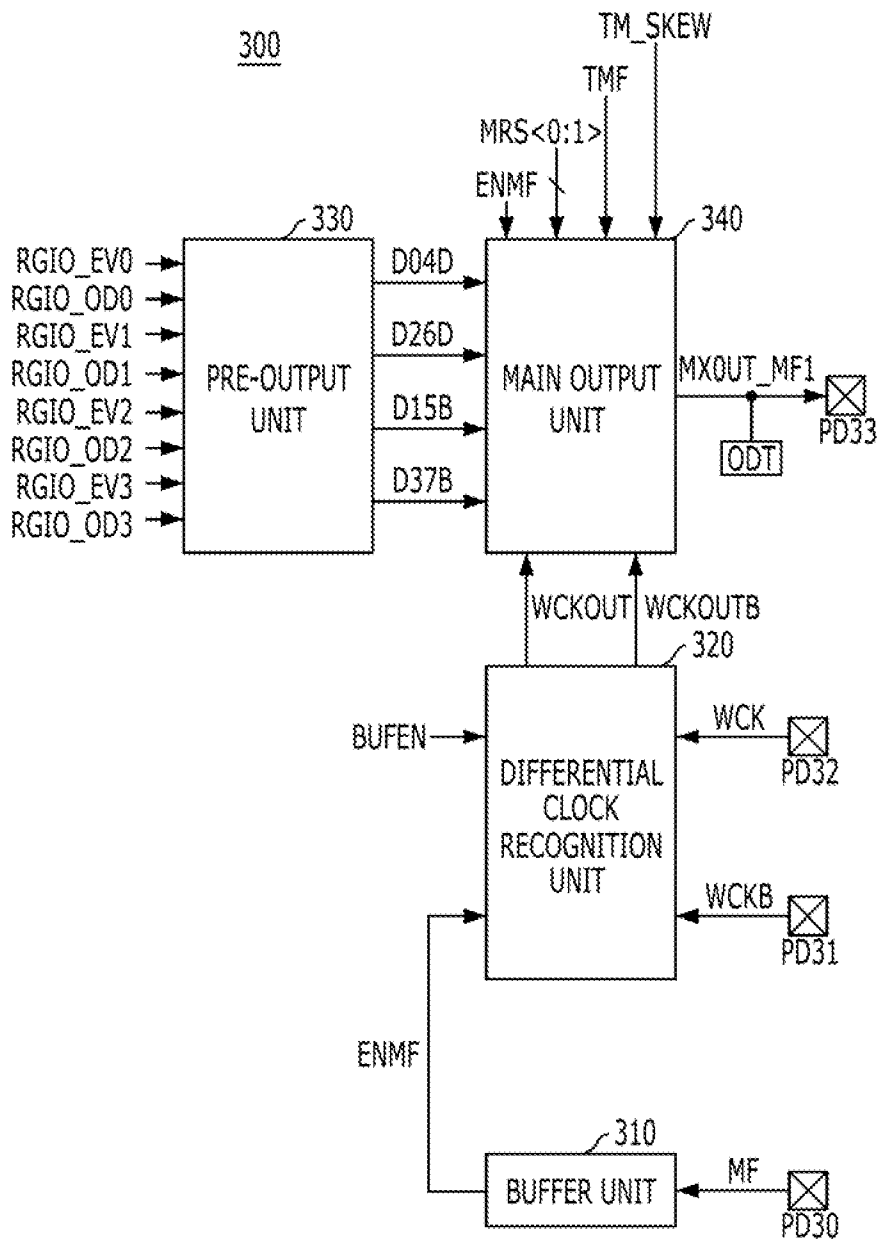 300
TM_SKEW
TMF
MRS<0:1>
ENMF
330
340
RGIO_EV0
RGIO_OD0
RGIO_EV1
RGIO_OD1
RGIO_EV2
RGIO_OD2
RGIO_EV3
RGIO_OD3
PRE-OUTPUT
UNIT
D04D
D26D
D15B
D37B
MAIN OUTPUT
UNIT
MXOUT_MF1
PD33
ODT
WCKOUT
WCKOUTB
320
BUFEN
DIFFERENTIAL
CLOCK
RECOGNITION
UNIT
WCK
PD32
WCKB
PD31
ENMF
310
BUFFER UNIT
MF
PD30